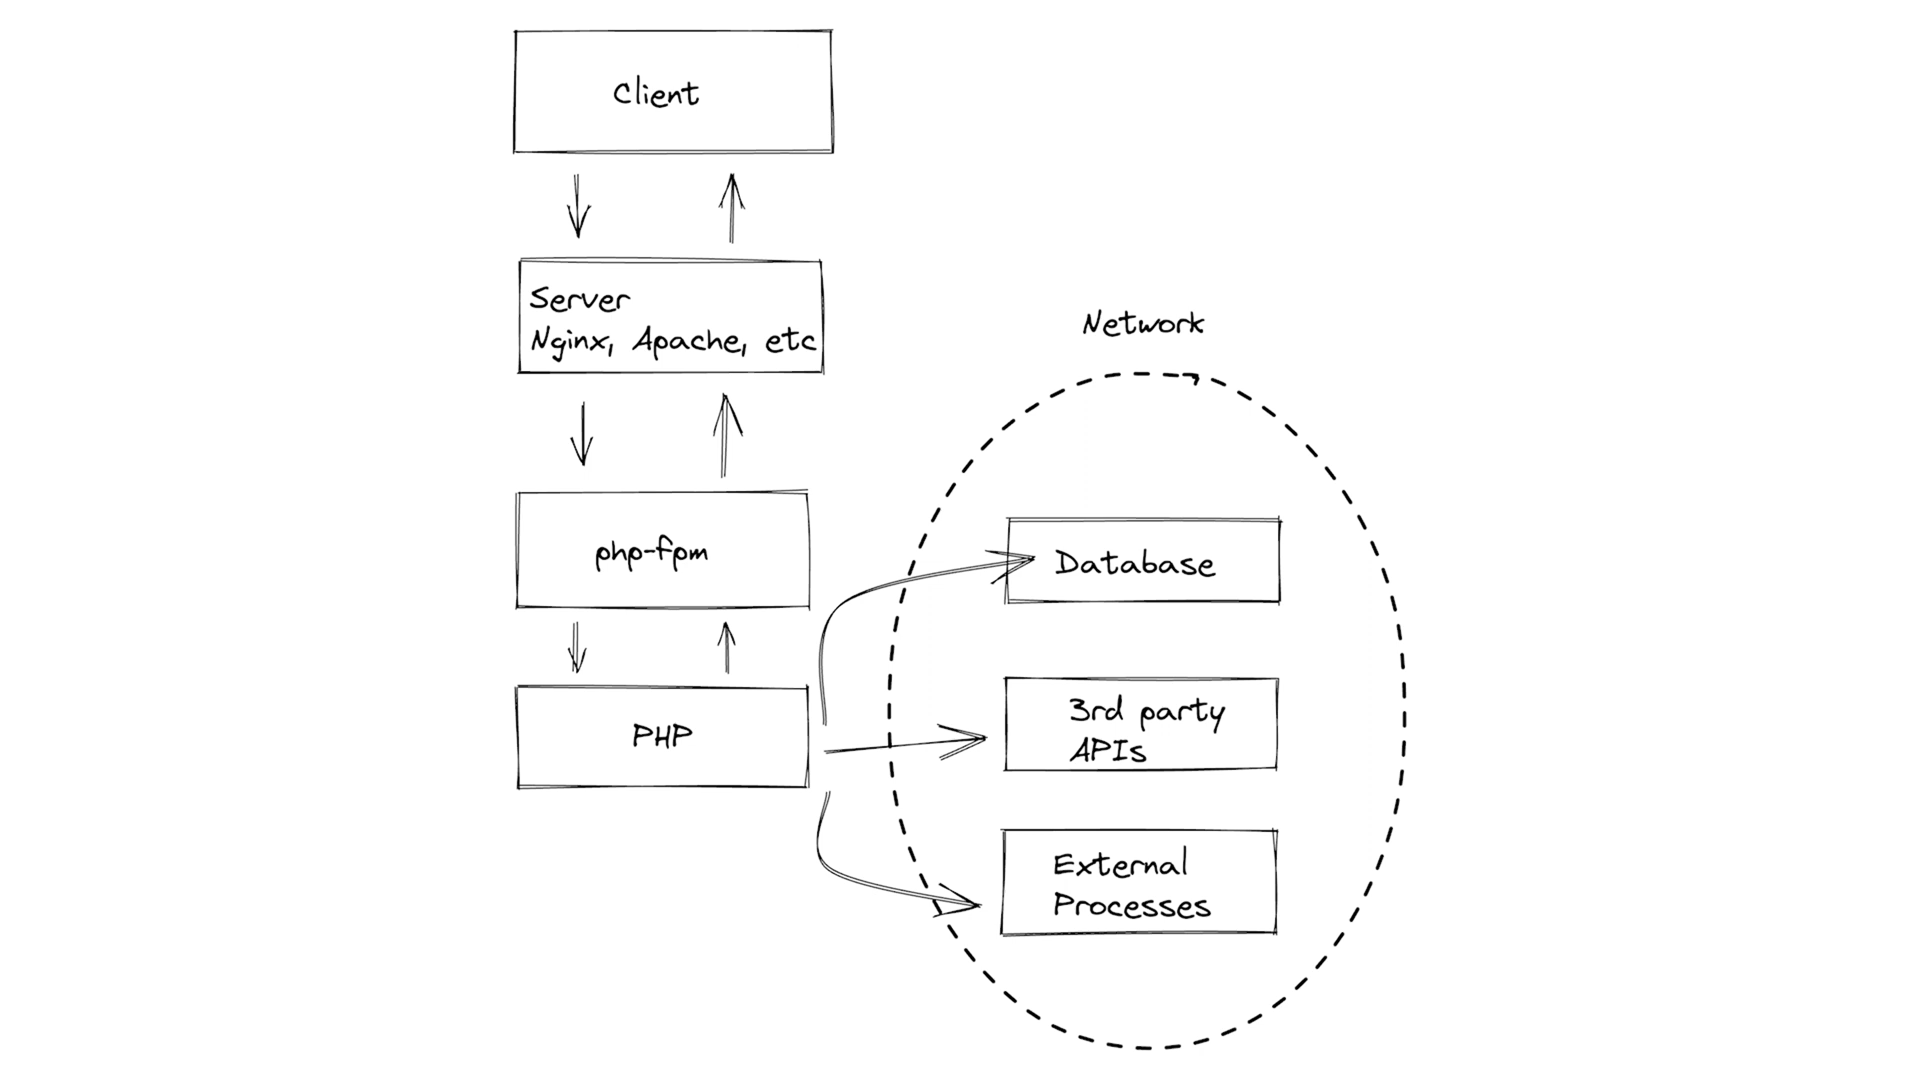 Client
Server
Nginx, Apache, etc
Network
php-fpm
Database
PHP
3rd party
APIs
External
Processes